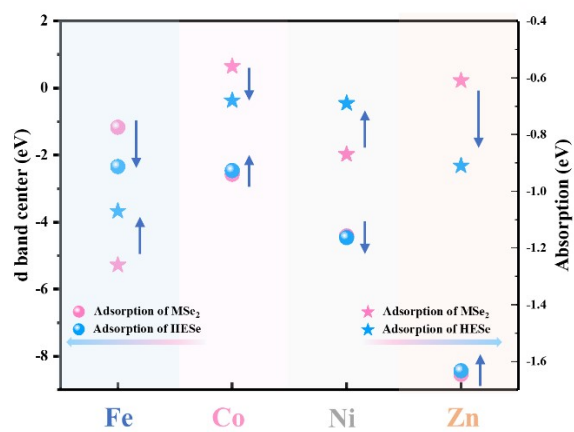 2
0
-2
-4
-6
-8
d band center (eV)
-0.4
-0.6
-0.8
-1.0
-1.2
-1.4
-1.6
Absorption (eV)
Adsorption of MSe₂
Adsorption of HESe
Adsorption of MSe₂
Adsorption of HESe
Fe Co Ni Zn